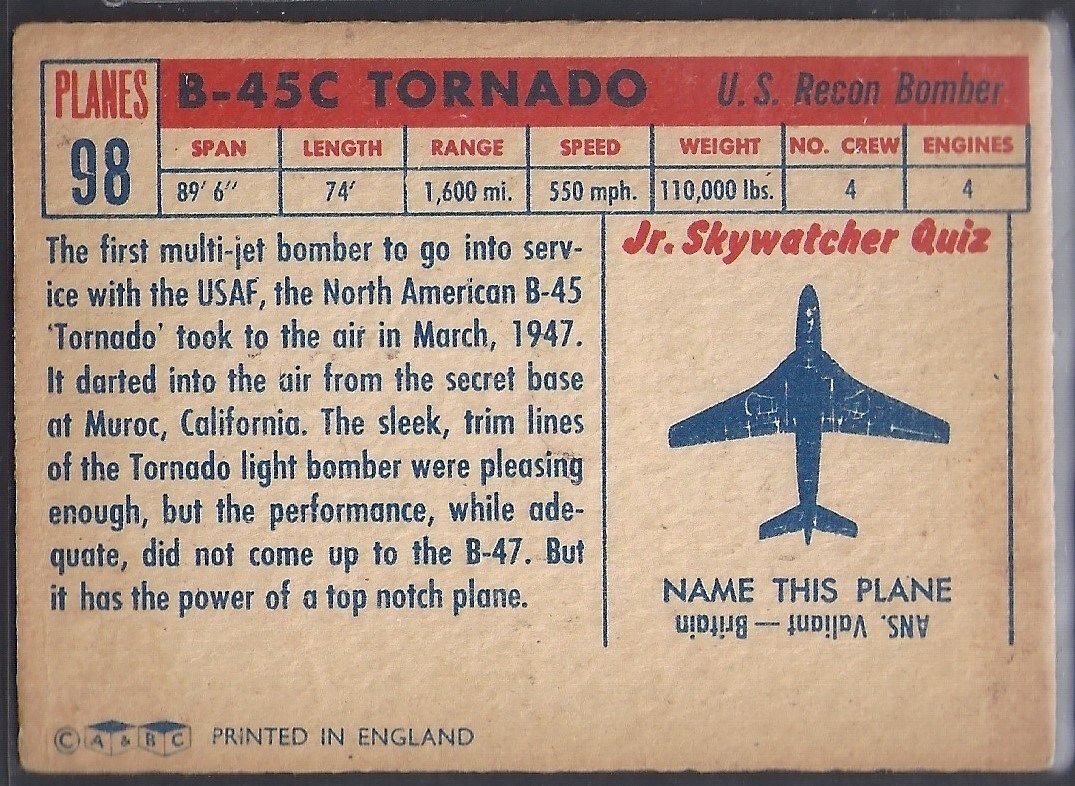 PLANES
98
B-45C TORNADO U.S. Recon Bomber
SPAN LENGTH RANGE SPEED WEIGHT NO. CREW ENGINES
89' 6'' 74' 1,600 mi. 550 mph. 110,000 lbs. 4 4
The first multi-jet bomber to go into serv-
ice with the USAF, the North American B-45
'Tornado' took to the air in March, 1947.
It darted into the air from the secret base
at Muroc, California. The sleek, trim lines
of the Tornado light bomber were pleasing
enough, but the performance, while ade-
quate, did not come up to the B-47. But
it has the power of a top notch plane.
Jr. Skywatcher Quiz
NAME THIS PLANE
ANS. Valiant — Britain
© A & B C PRINTED IN ENGLAND